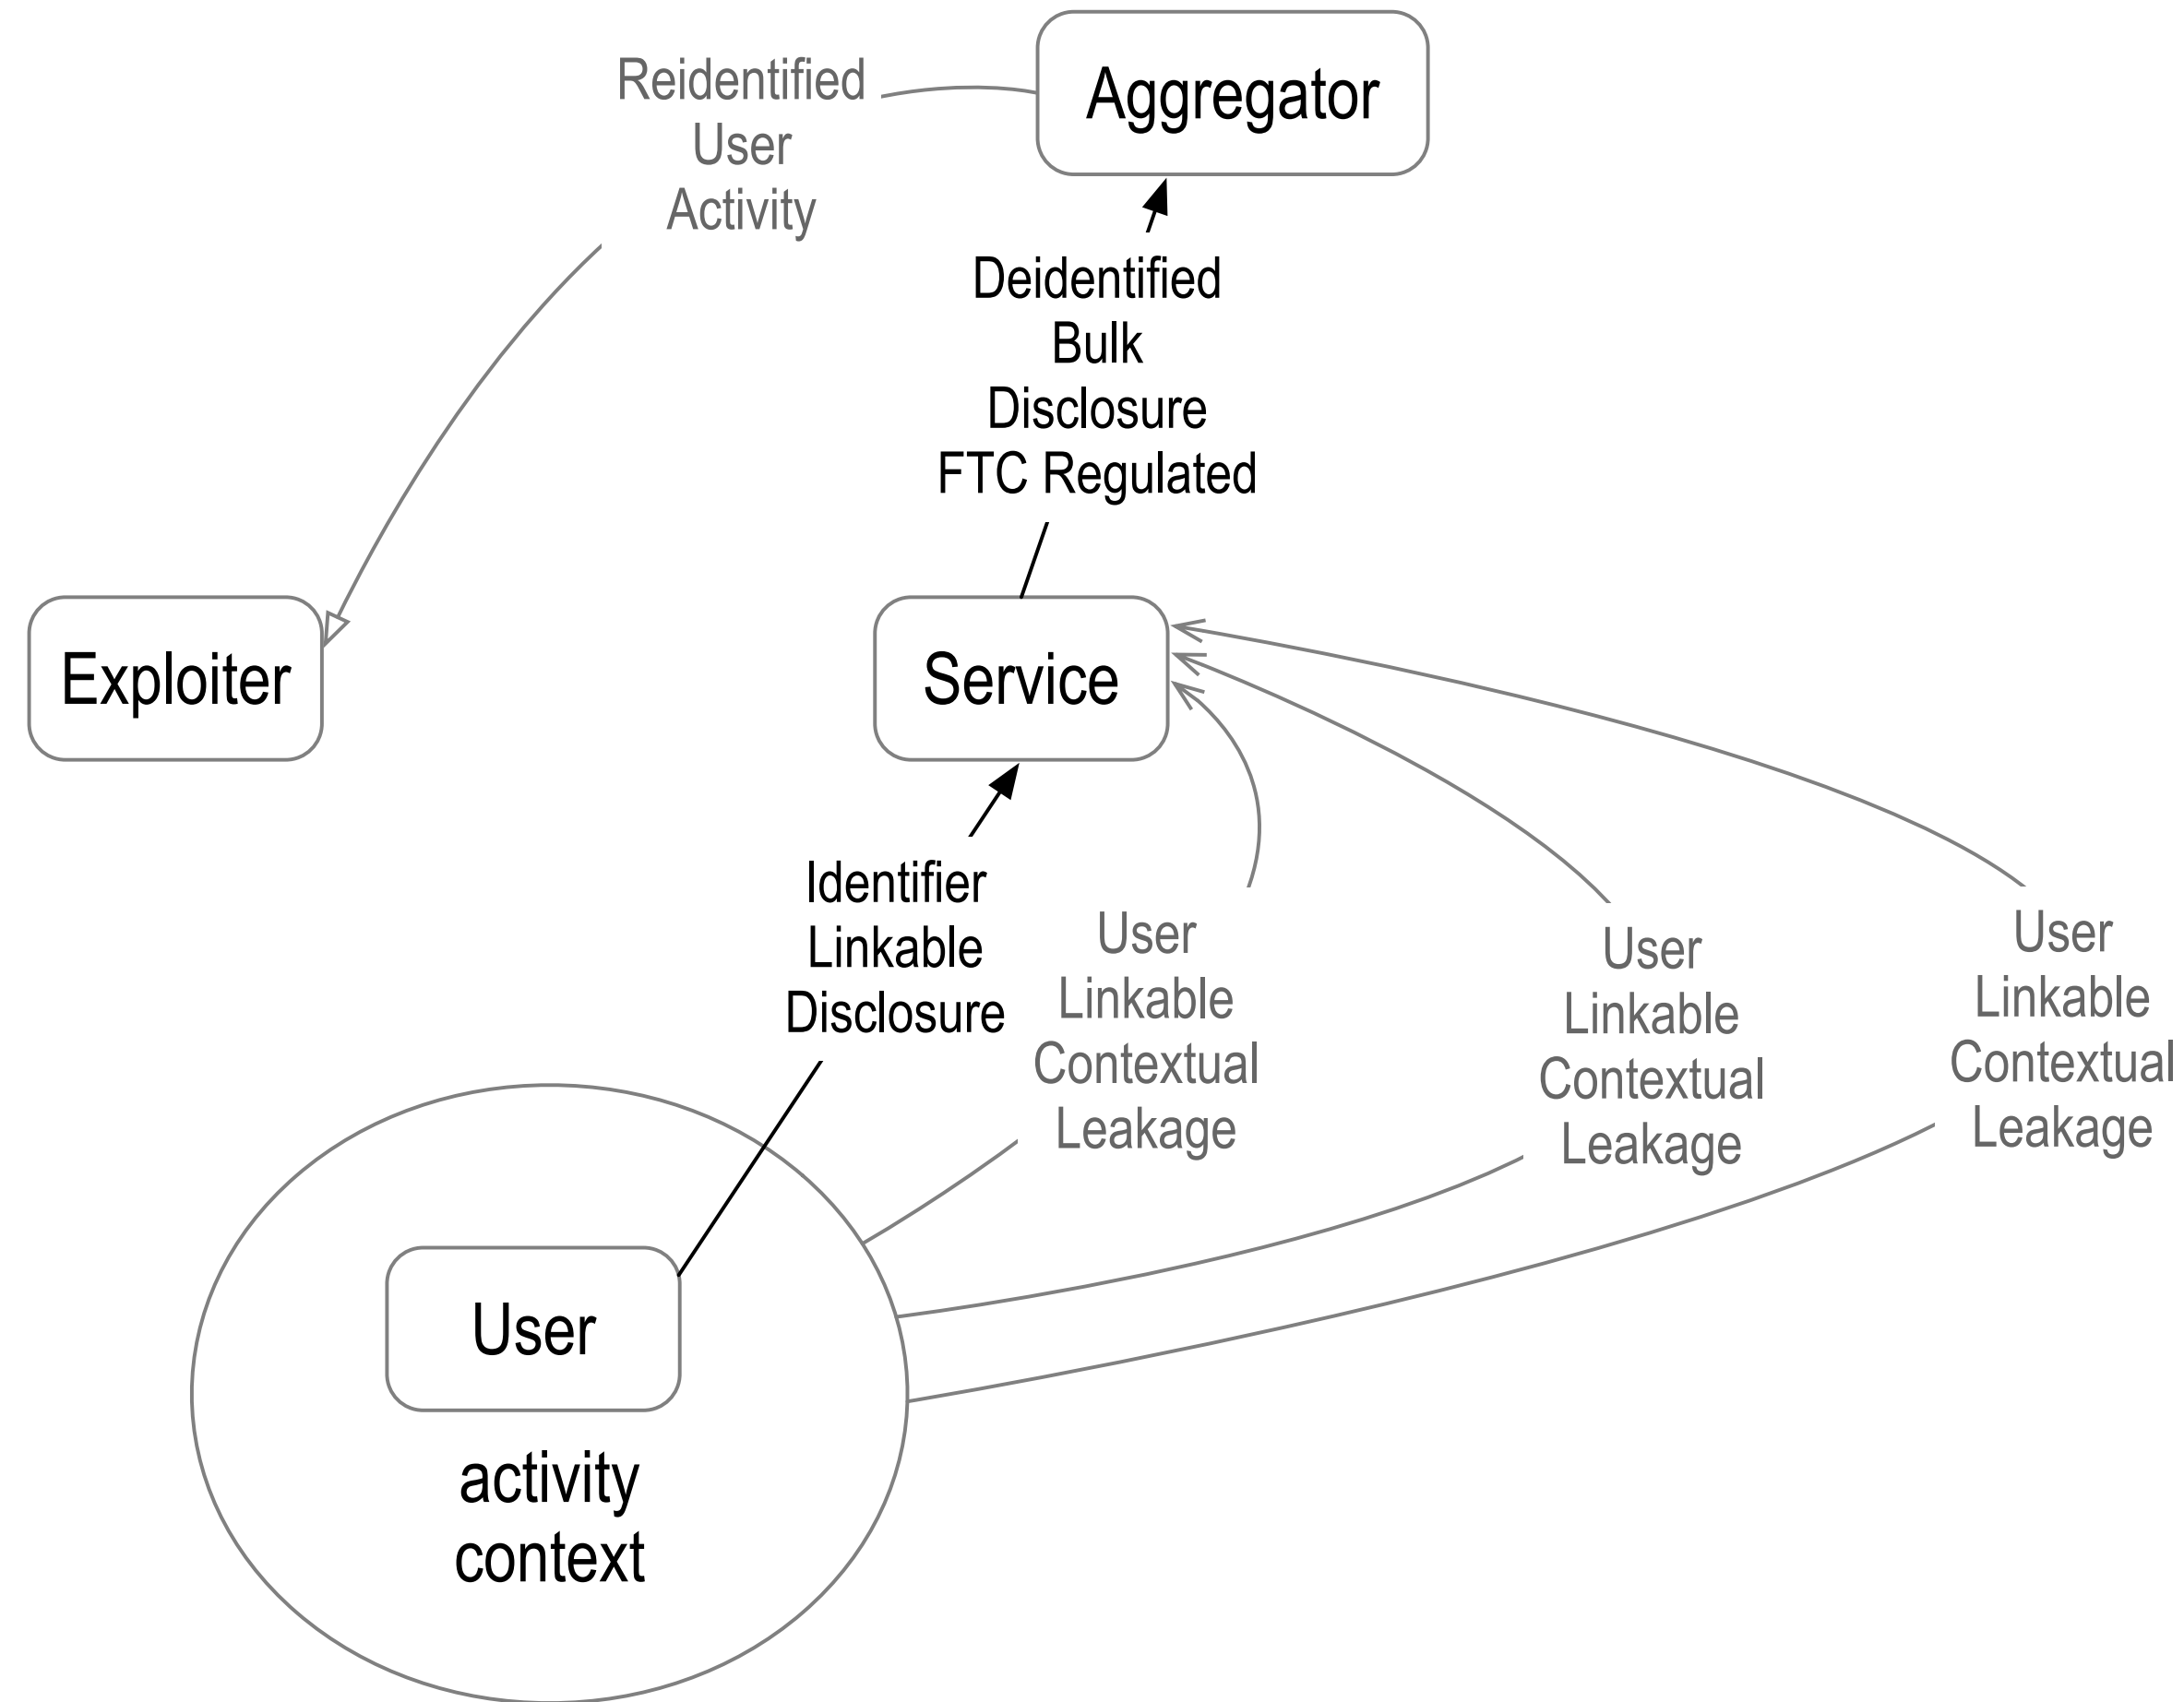 Aggregator
Reidentified
User
Activity
Deidentified
Bulk
Disclosure
FTC Regulated
Exploiter
Service
Identifier
Linkable
Disclosure
User
Linkable
Contextual
Leakage
User
Linkable
Contextual
Leakage
User
Linkable
Contextual
Leakage
User
activity
context